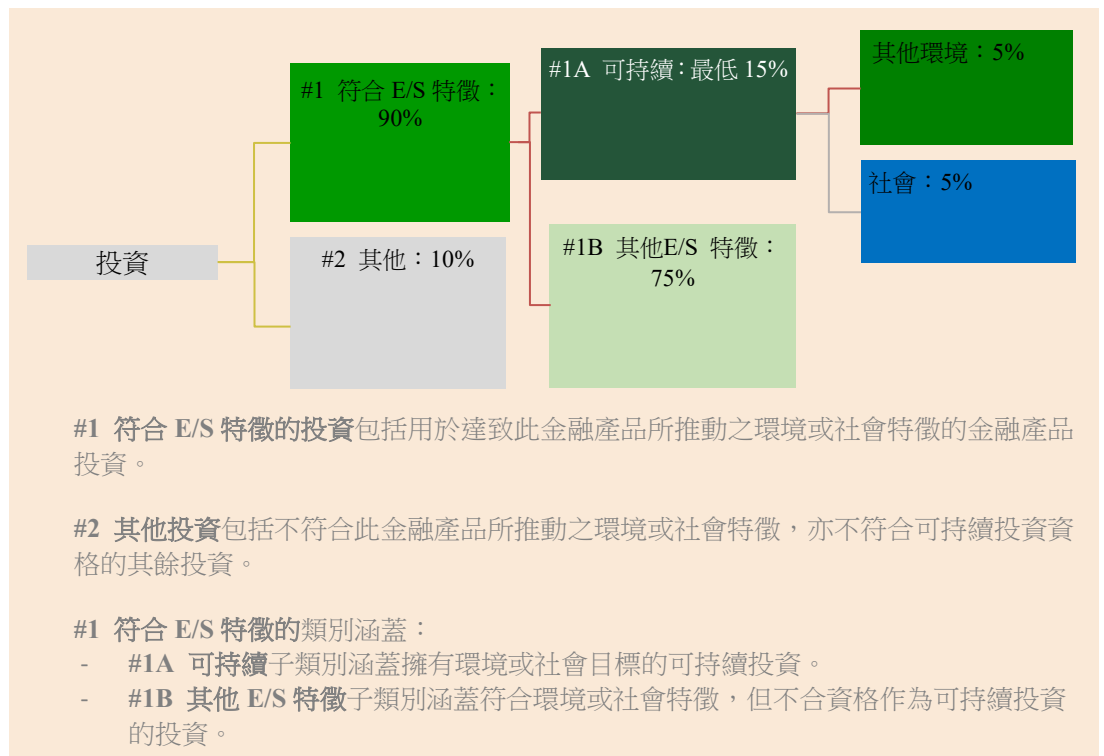 #1 符合 E/S 特徵：
90%
#1A 可持續：最低 15%
其他環境：5%
社會：5%
投資
#2 其他：10%
#1B 其他E/S 特徵：
75%
#1 符合 E/S 特徵的投資包括用於達致此金融產品所推動之環境或社會特徵的金融產品
投資。
#2 其他投資包括不符合此金融產品所推動之環境或社會特徵，亦不符合可持續投資資
格的其餘投資。
#1 符合 E/S 特徵的類別涵蓋：
- #1A 可持續子類別涵蓋擁有環境或社會目標的可持續投資。
- #1B 其他 E/S 特徵子類別涵蓋符合環境或社會特徵，但不合資格作為可持續投資
的投資。